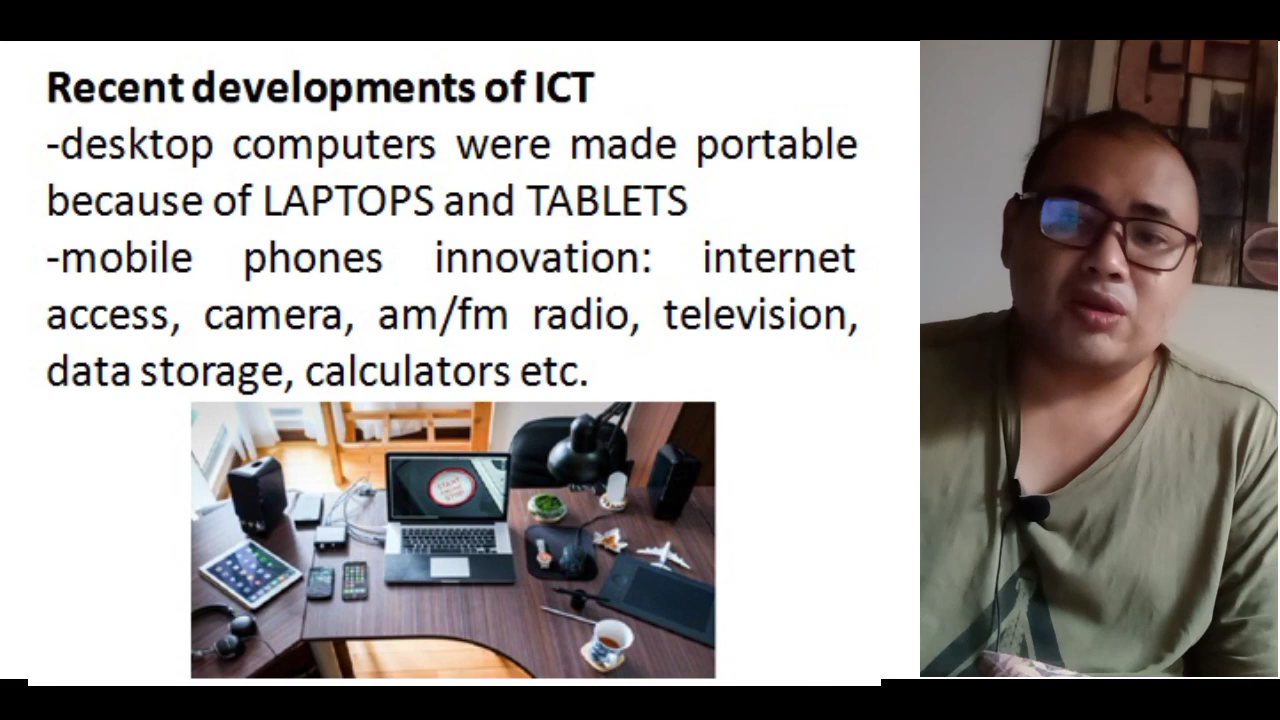 Recent developments of ICT
-desktop computers were made portable
because of LAPTOPS and TABLETS
-mobile phones innovation: internet
access, camera, am/fm radio, television,
data storage, calculators etc.